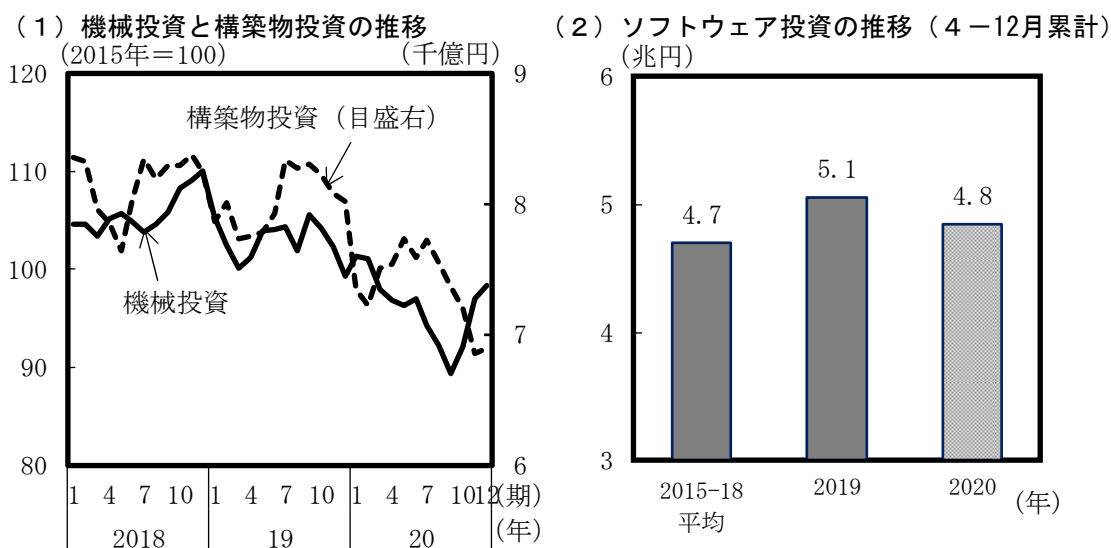 （１）機械投資と構築物投資の推移
(2015年＝100)
(千億円)
120
110
100
90
80
9
8
7
6
構築物投資（目盛右）
機械投資
1 4 7 10 1 4 7 10 1 4 7 10 12(期)
2018 19 20 (年)
（２）ソフトウェア投資の推移（４－12月累計）
(兆円)
6
5
4
3
4.7
5.1
4.8
2015-18
平均
2019
2020
(年)